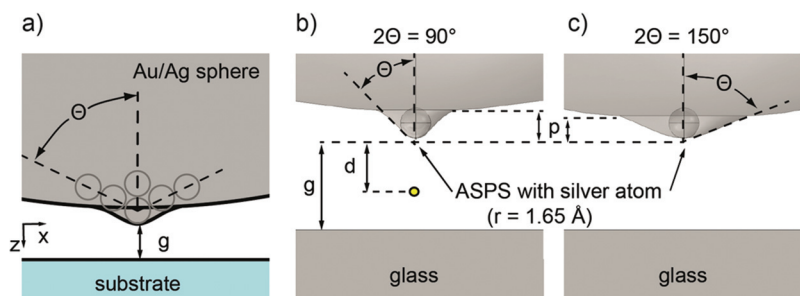 a)
Au/Ag sphere
Θ
x
z
g
substrate
b)
2Θ = 90°
Θ
p
g
d
ASPS with silver atom
(r = 1.65 Å)
glass
c)
2Θ = 150°
Θ
glass